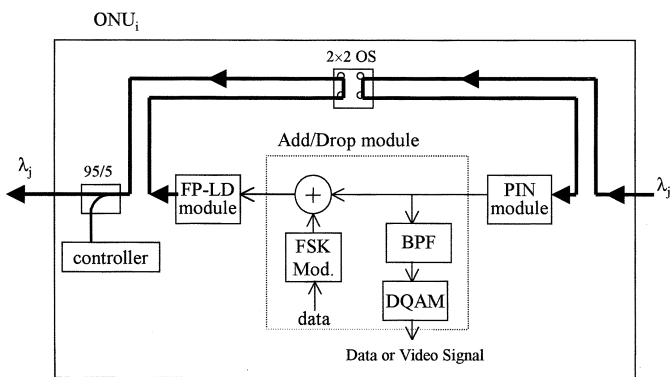 ONUi
2×2 OS
Add/Drop module
λj
95/5
FP-LD
module
+
PIN
module
λj
controller
FSK
Mod.
BPF
DQAM
data
Data or Video Signal